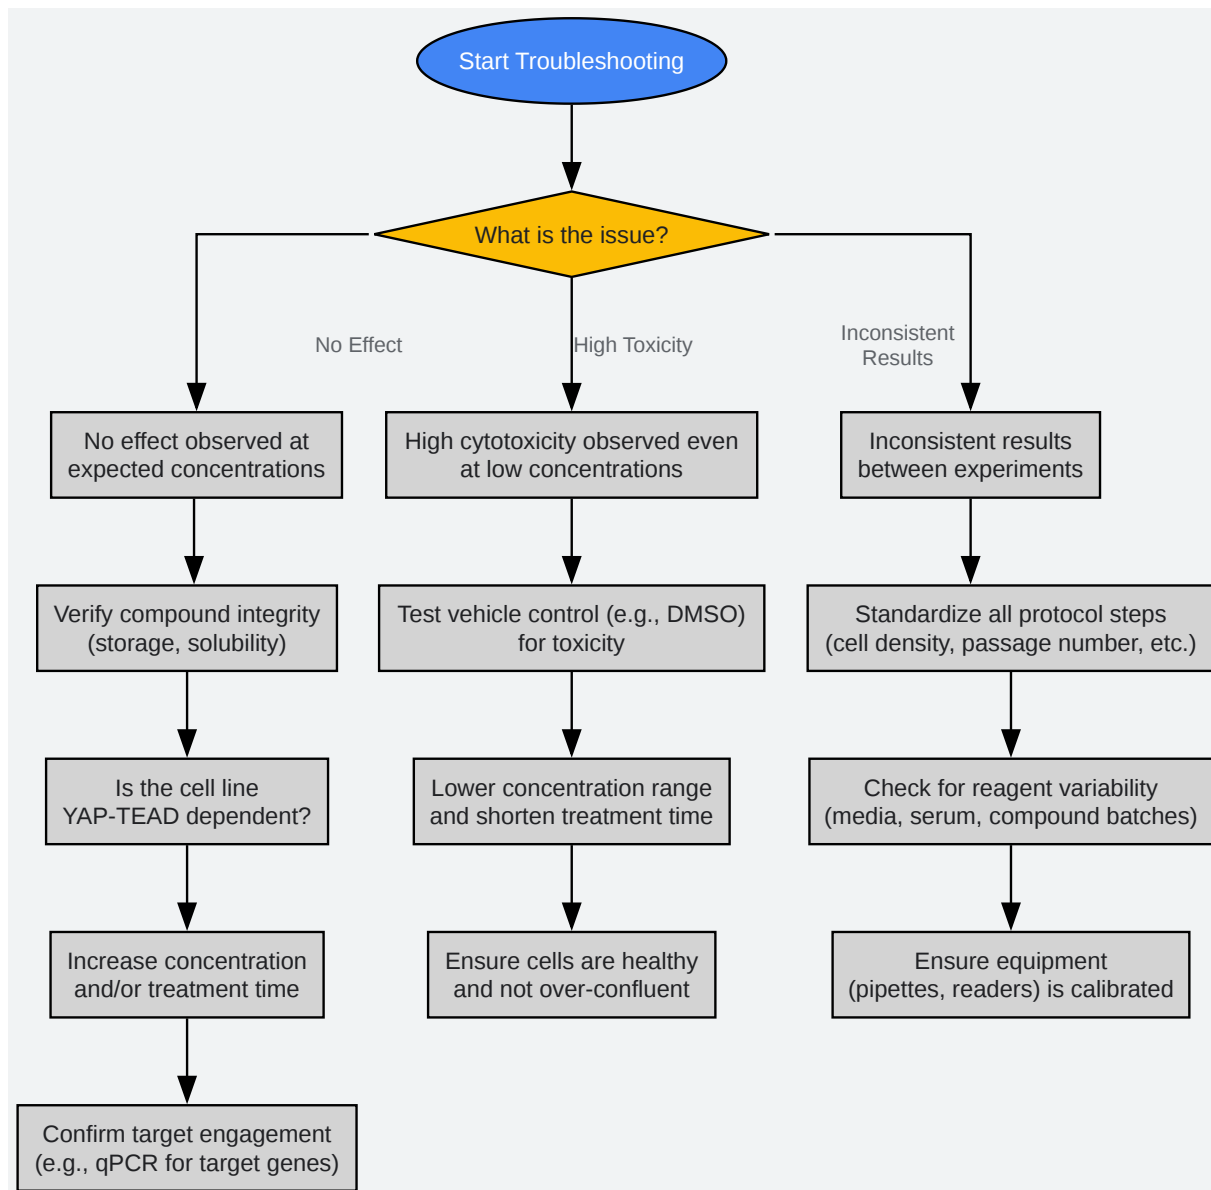 Start Troubleshooting
What is the issue?
No Effect
High Toxicity
Inconsistent
Results
No effect observed at
expected concentrations
High cytotoxicity observed even
at low concentrations
Inconsistent results
between experiments
Verify compound integrity
(storage, solubility)
Test vehicle control (e.g., DMSO)
for toxicity
Standardize all protocol steps
(cell density, passage number, etc.)
Is the cell line
YAP-TEAD dependent?
Lower concentration range
and shorten treatment time
Check for reagent variability
(media, serum, compound batches)
Increase concentration
and/or treatment time
Ensure cells are healthy
and not over-confluent
Ensure equipment
(pipettes, readers) is calibrated
Confirm target engagement
(e.g., qPCR for target genes)